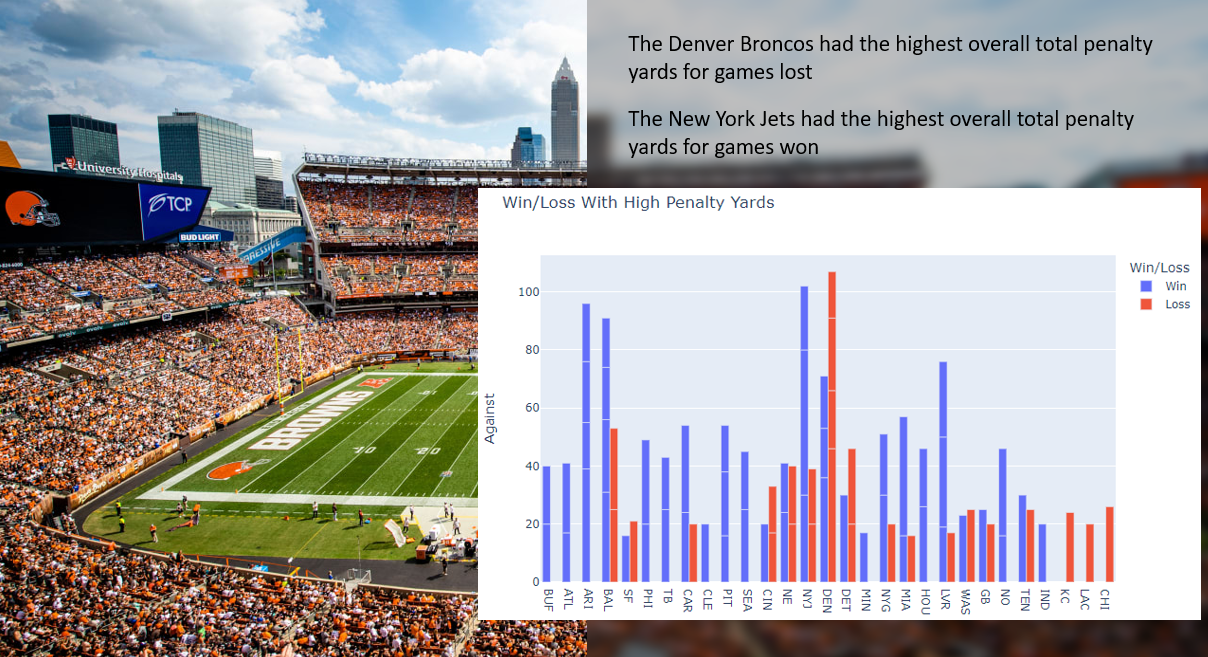 The Denver Broncos had the highest overall total penalty
yards for games lost
The New York Jets had the highest overall total penalty
yards for games won
University Hospitals
TCP
BUD LIGHT
BROWNS
Win/Loss With High Penalty Yards
Win/Loss
Win
Loss
Against
100
80
60
40
20
0
BUF ATL ARI BAL SF PHI TB CAR CLE PIT SEA CIN NE NYJ DEN DET MIN NYG MIA HOU LVR WAS GB NO TEN IND KC LAC CHI